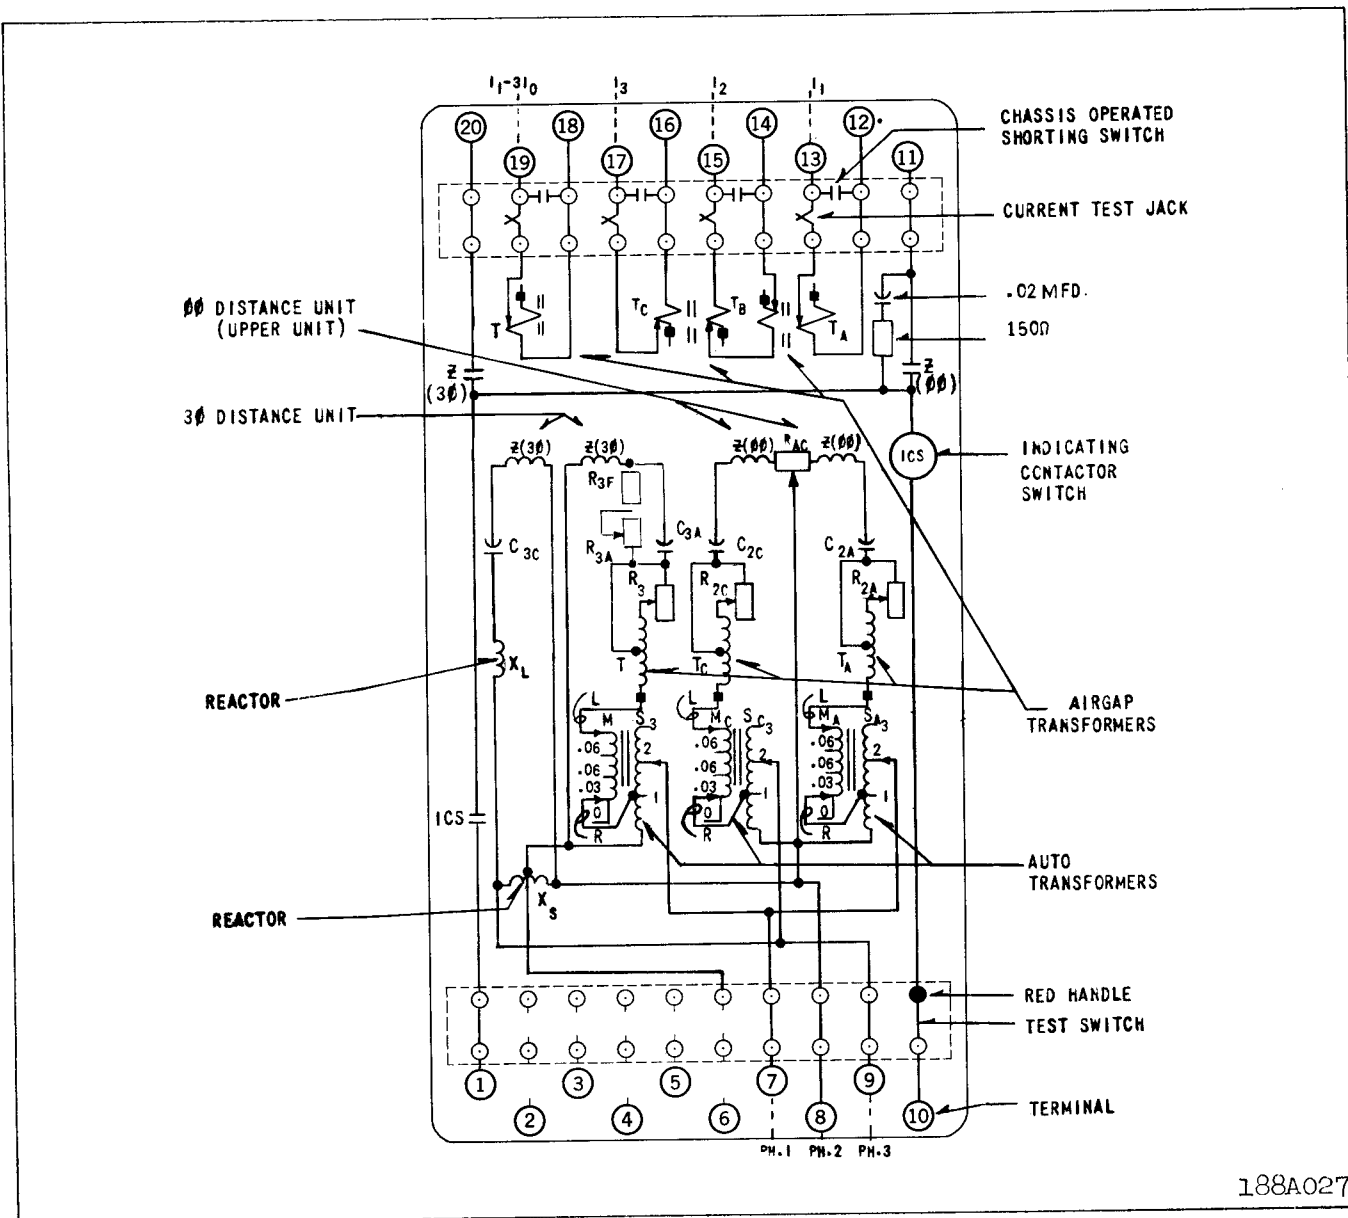 I1-3I0 I3 I2 I1
20 18 16 14 12
19 17 15 13 11
CHASSIS OPERATED
SHORTING SWITCH
CURRENT TEST JACK
ØØ DISTANCE UNIT
(UPPER UNIT)
T TC TB TA
.02 MFD.
150Ω
Z
(3Ø)
Z
(ØØ)
3Ø DISTANCE UNIT
Z(3Ø) Z(3Ø) Z(ØØ) RAC Z(ØØ)
ICS
INDICATING
CONTACTOR
SWITCH
R3F
C3C R3A C3A C2C C2A
R3 R2C R2A
XL T TC TA
REACTOR
AIRGAP
TRANSFORMERS
L M S3 L MC SC3 L MA SA3
.06 2 .06 2 .06 2
.06 .06 .06
.03 1 .03 1 .03 1
0 0 0
R R R
ICS
AUTO
TRANSFORMERS
XS
REACTOR
RED HANDLE
TEST SWITCH
1 3 5 7 9
2 4 6 8 10
TERMINAL
PH.1 PH.2 PH.3
188A027